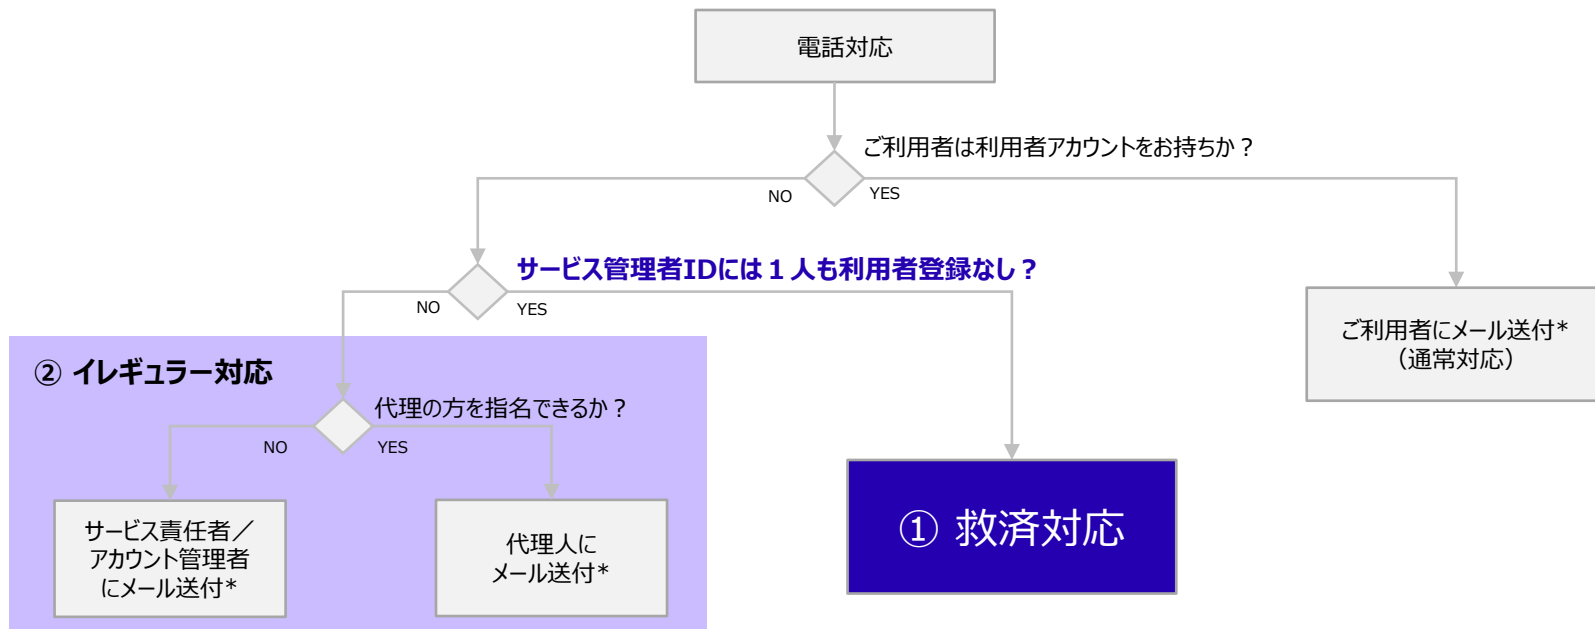 電話対応
ご利用者は利用者アカウントをお持ちか？
NO
YES
サービス管理者IDには１人も利用者登録なし？
NO
YES
ご利用者にメール送付*
（通常対応）
② イレギュラー対応
代理の方を指名できるか？
NO
YES
サービス責任者／
アカウント管理者
にメール送付*
代理人に
メール送付*
① 救済対応